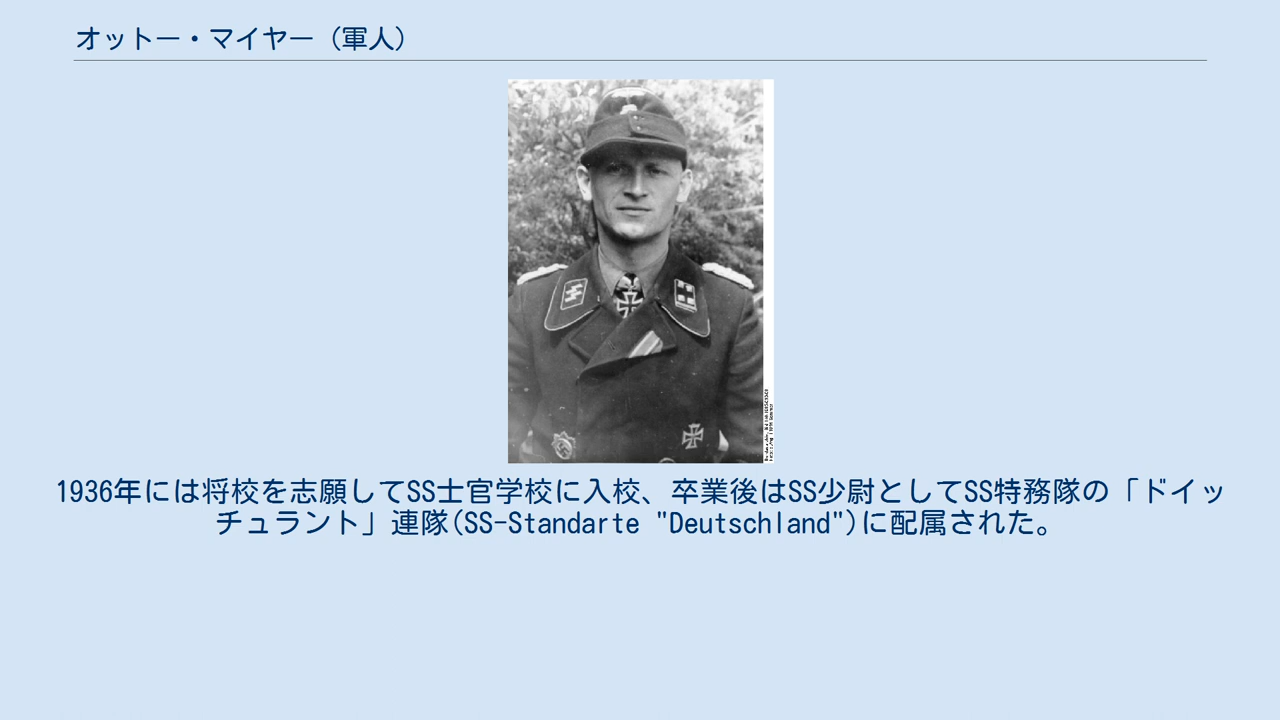 オットー・マイヤー（軍人）
1936年には将校を志願してSS士官学校に入校、卒業後はSS少尉としてSS特務隊の「ドイッ
チュラント」連隊(SS-Standarte "Deutschland")に配属された。